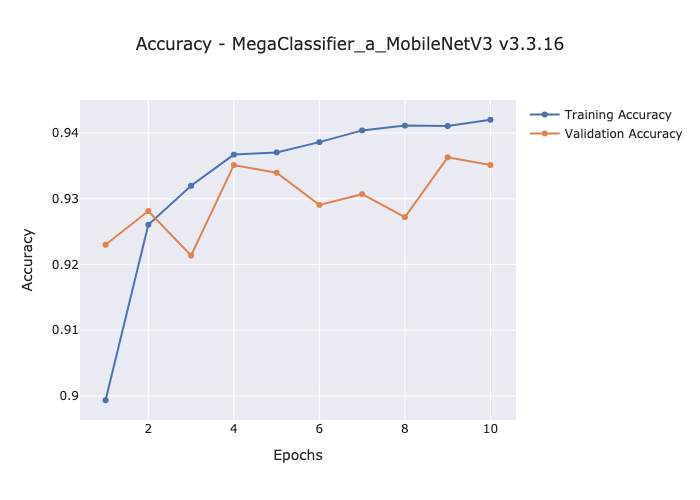 Accuracy - MegaClassifier_a_MobileNetV3 v3.3.16
Training Accuracy
Validation Accuracy
0.94
0.93
0.92
0.91
0.9
Accuracy
2 4 6 8 10
Epochs